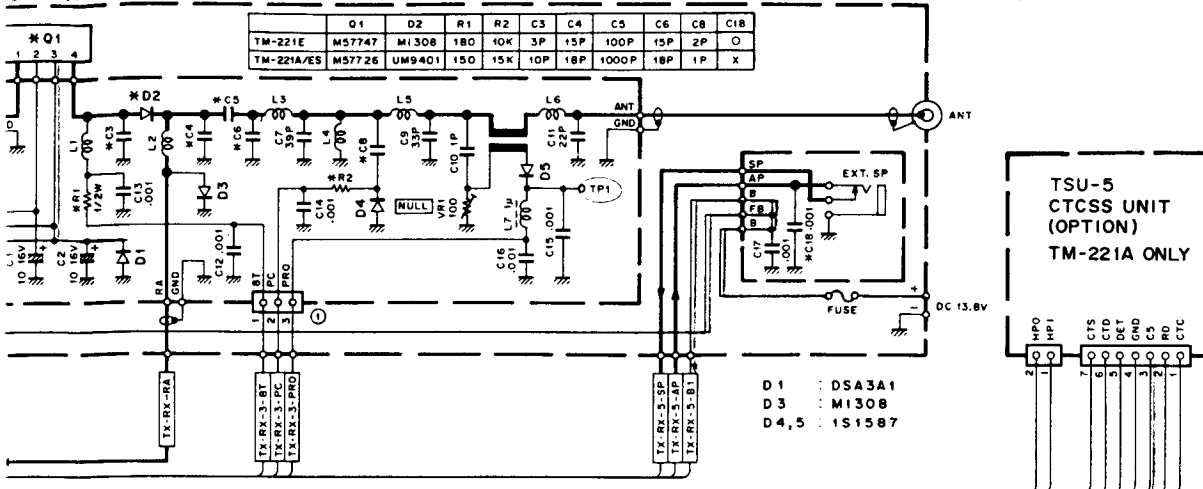 Q1 D2 R1 R2 C3 C4 C5 C6 C8 C18
TM-221E M57747 MI308 180 10K 3P 15P 100P 15P 2P O
TM-221A/ES M57726 UM9401 150 15K 10P 18P 1000P 18P 1P X
*Q1
1 2 3 4
*D2
*C5
L3
L5
L6
ANT
GND
ANT
L1
*C3
L2
*C4
*C6
C7 39P
L4
*C8
C9 33P
C10 1P
C11 22P
D5
TP1
*R1 1/2W
C13 .001
D3
*R2
C14 .001
D4
NULL
VR1 100
L7 1μ
C15 .001
C16 0.01
C1 10 16V
C2 10 16V
D1
C12 .001
RA
GND
BT
PC
PRO
1 2 3
1
SP
AP
B
FB
B
EXT. SP
C17 .001
*C18 .001
FUSE
+
-
DC 13.8V
TX-RX-RA
TX-RX-3-BT
TX-RX-3-PC
TX-RX-3-PRO
TX-RX-5-SP
TX-RX-5-AP
TX-RX-5-B1
D1 : DSA3A1
D3 : MI308
D4,5 : 1S1587
TSU-5
CTCSS UNIT
(OPTION)
TM-221A ONLY
HPO
HPI
2 1
CTS
CTD
DET
GND
C5
RD
CTC
7 6 5 4 3 2 1